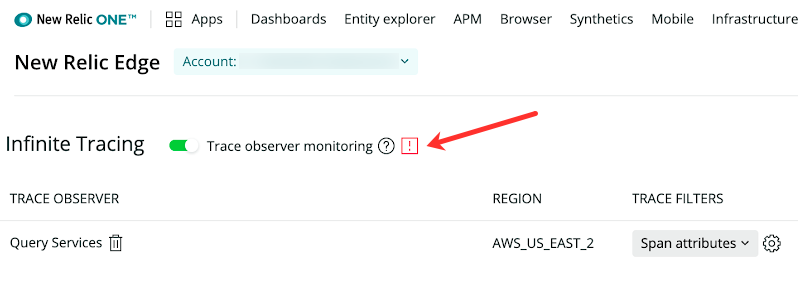 New Relic ONE™ Apps Dashboards Entity explorer APM Browser Synthetics Mobile Infrastructure
New Relic Edge Account:
Infinite Tracing Trace observer monitoring ? !
TRACE OBSERVER REGION TRACE FILTERS
Query Services AWS_US_EAST_2 Span attributes